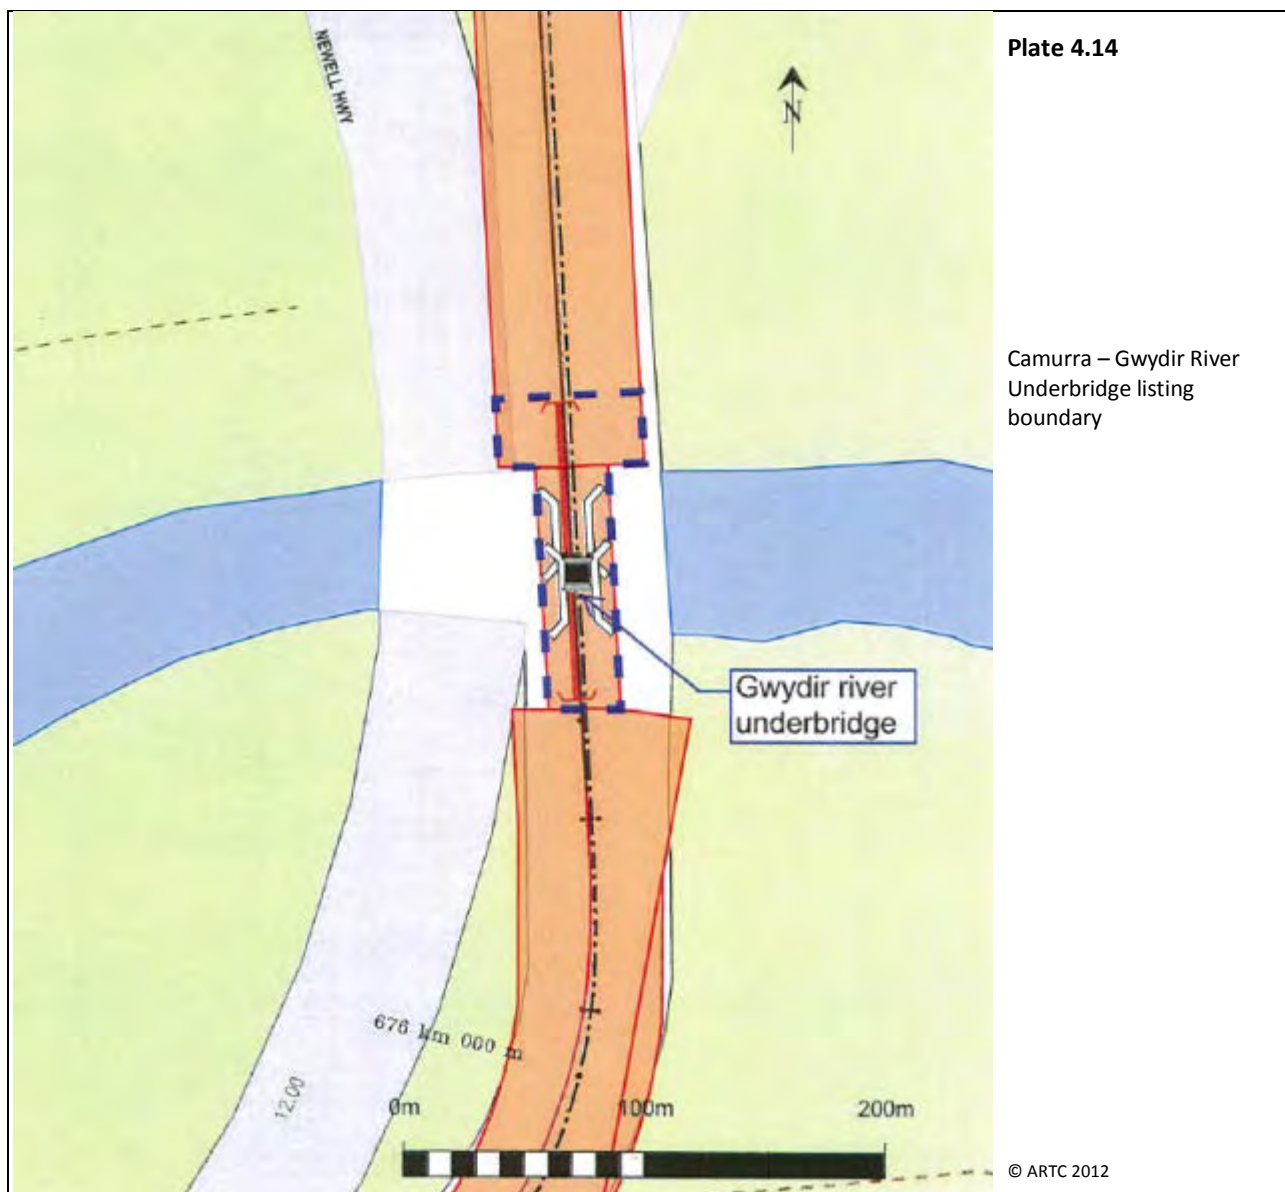 Plate 4.14
NEWELL HWY
N
Camurra – Gwydir River
Underbridge listing
boundary
Gwydir river
underbridge
676 km 000 m
12.00
0m 100m 200m
© ARTC 2012